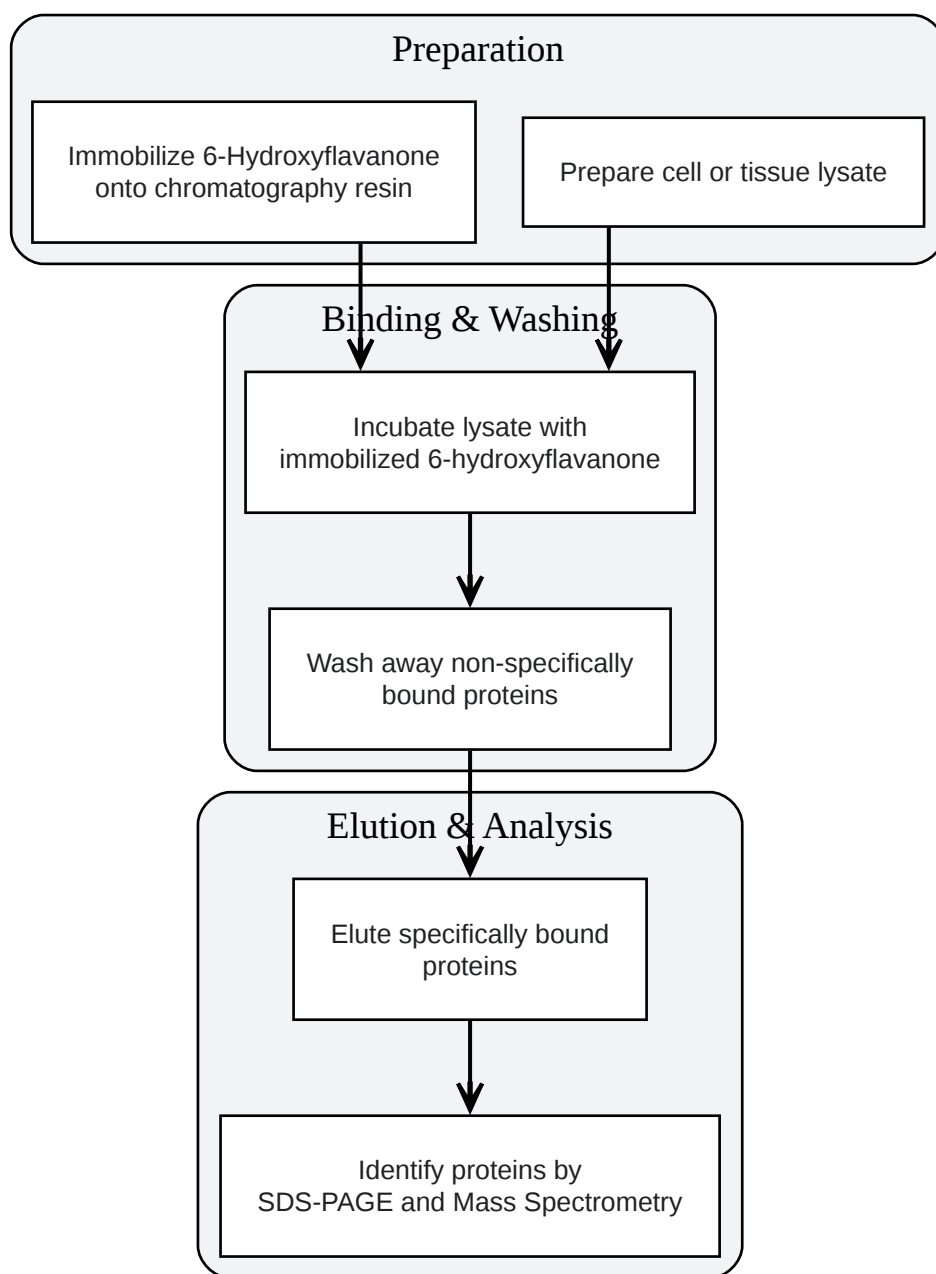 Preparation
Immobilize 6-Hydroxyflavanone
onto chromatography resin
Prepare cell or tissue lysate
Binding & Washing
Incubate lysate with
immobilized 6-hydroxyflavanone
Wash away non-specifically
bound proteins
Elution & Analysis
Elute specifically bound
proteins
Identify proteins by
SDS-PAGE and Mass Spectrometry